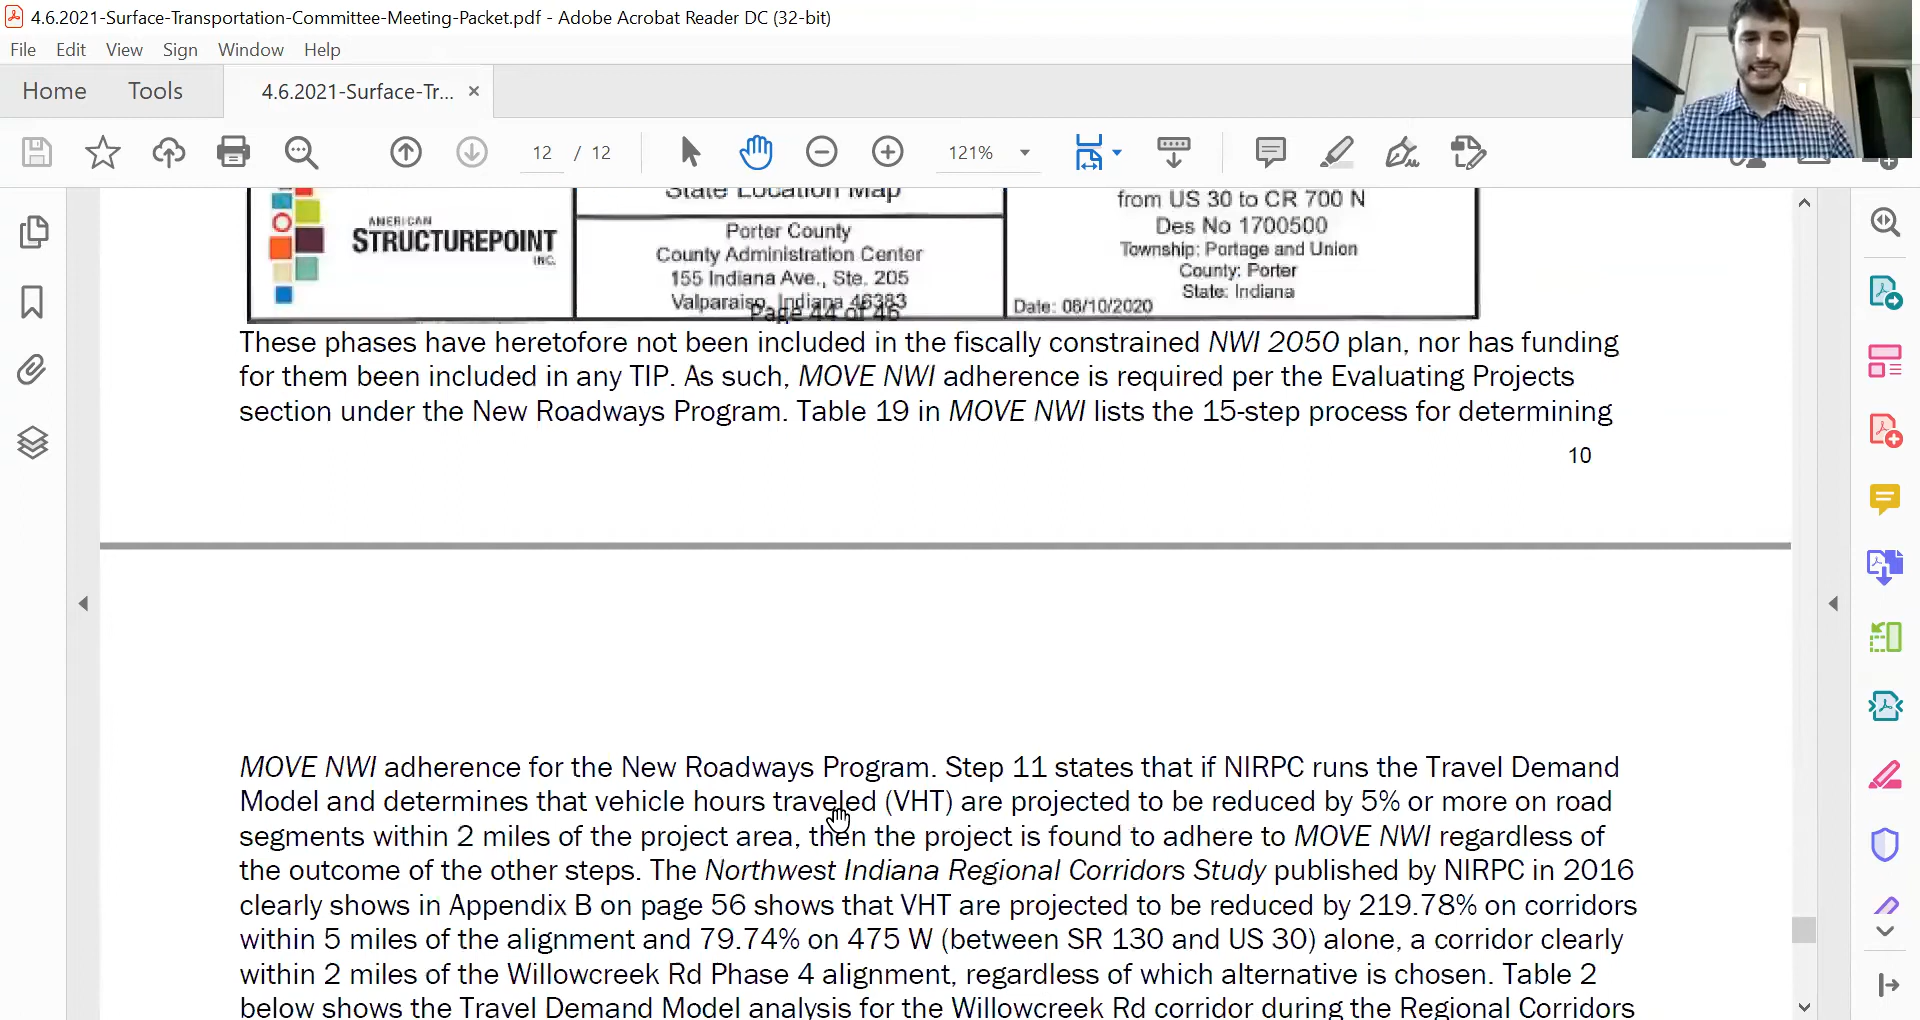 4.6.2021-Surface-Transportation-Committee-Meeting-Packet.pdf - Adobe Acrobat Reader DC (32-bit)
File Edit View Sign Window Help
Home Tools 4.6.2021-Surface-Tr... ×
12 / 12 121%
State Location Map
from US 30 to CR 700 N
AMERICAN
STRUCTUREPOINT
INC.
Porter County
County Administration Center
155 Indiana Ave., Ste. 205
Valparaiso, Indiana 46383
Page 44 of 46
Des No 1700500
Township: Portage and Union
County: Porter
State: Indiana
Date: 06/10/2020
These phases have heretofore not been included in the fiscally constrained NWI 2050 plan, nor has funding
for them been included in any TIP. As such, MOVE NWI adherence is required per the Evaluating Projects
section under the New Roadways Program. Table 19 in MOVE NWI lists the 15-step process for determining
10
MOVE NWI adherence for the New Roadways Program. Step 11 states that if NIRPC runs the Travel Demand
Model and determines that vehicle hours traveled (VHT) are projected to be reduced by 5% or more on road
segments within 2 miles of the project area, then the project is found to adhere to MOVE NWI regardless of
the outcome of the other steps. The Northwest Indiana Regional Corridors Study published by NIRPC in 2016
clearly shows in Appendix B on page 56 shows that VHT are projected to be reduced by 219.78% on corridors
within 5 miles of the alignment and 79.74% on 475 W (between SR 130 and US 30) alone, a corridor clearly
within 2 miles of the Willowcreek Rd Phase 4 alignment, regardless of which alternative is chosen. Table 2
below shows the Travel Demand Model analysis for the Willowcreek Rd corridor during the Regional Corridors